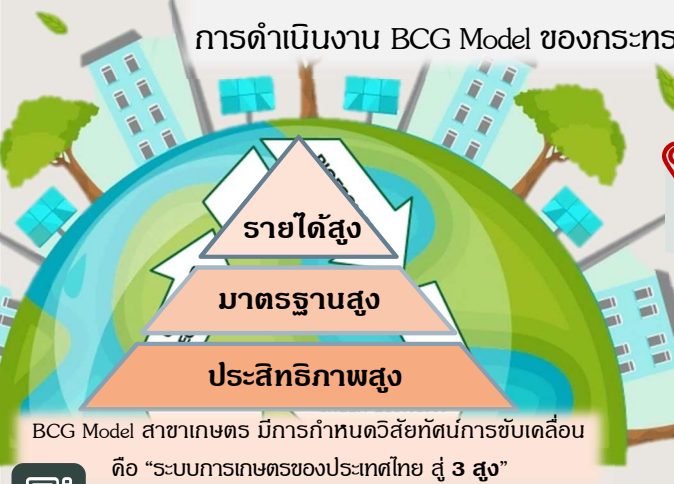 การดำเนินงาน BCG Model ของกระทร
รายได้สูง
มาตรฐานสูง
ประสิทธิภาพสูง
BCG Model สาขาเกษตร มีการกำหนดวิสัยทัศน์การขับเคลื่อน
คือ “ระบบการเกษตรของประเทศไทย สู่ 3 สูง”